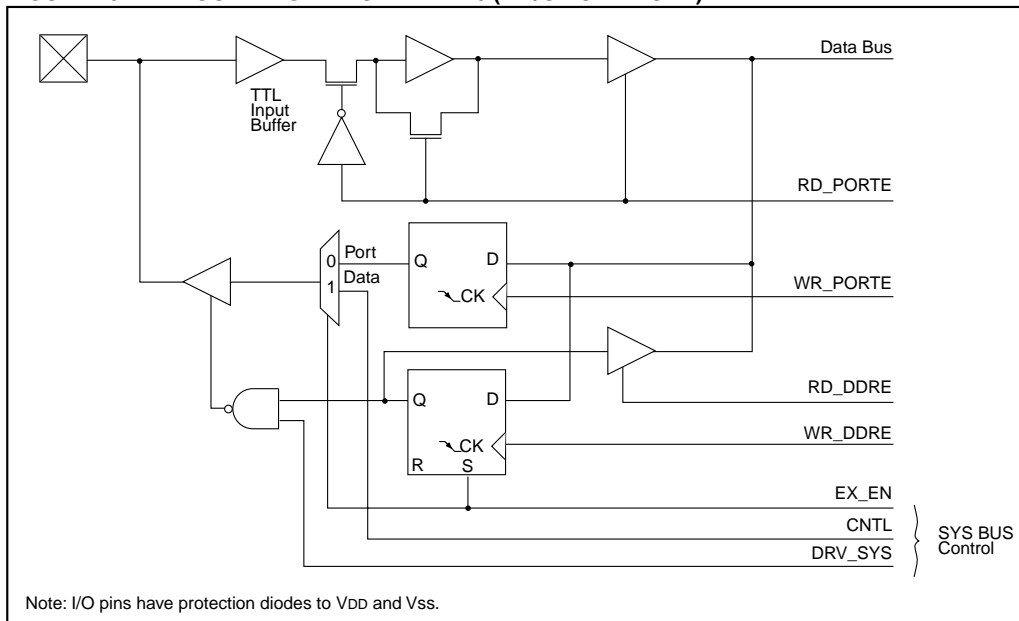 Data Bus
TTL
Input
Buffer
RD_PORTE
0
Port
1
Data
Q
D
CK
WR_PORTE
RD_DDRE
Q
D
CK
WR_DDRE
R
S
EX_EN
CNTL
DRV_SYS
SYS BUS
Control
Note: I/O pins have protection diodes to VDD and Vss.